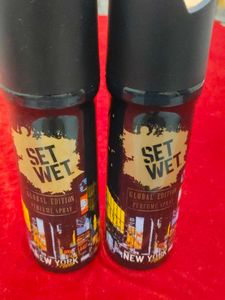 SET
WET
GLOBAL EDITION
PERFUME SPRAY
NEW YORK
SET
WET
GLOBAL EDITION
PERFUME SPRAY
NEW YORK